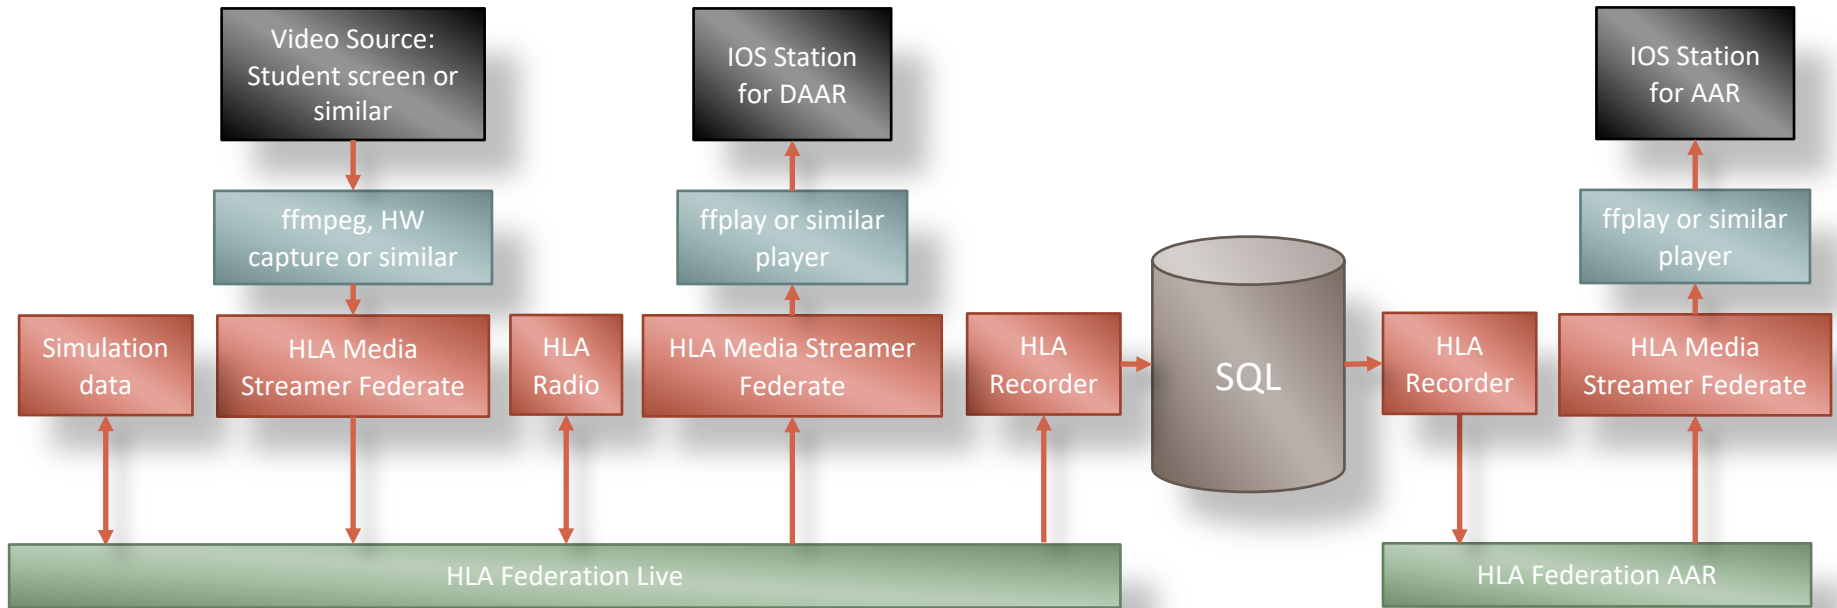 Video Source:
Student screen or
similar
IOS Station
for DAAR
IOS Station
for AAR
ffmpeg, HW
capture or similar
ffplay or similar
player
ffplay or similar
player
Simulation
data
HLA Media
Streamer Federate
HLA
Radio
HLA Media Streamer
Federate
HLA
Recorder
SQL
HLA
Recorder
HLA Media
Streamer Federate
HLA Federation Live
HLA Federation AAR